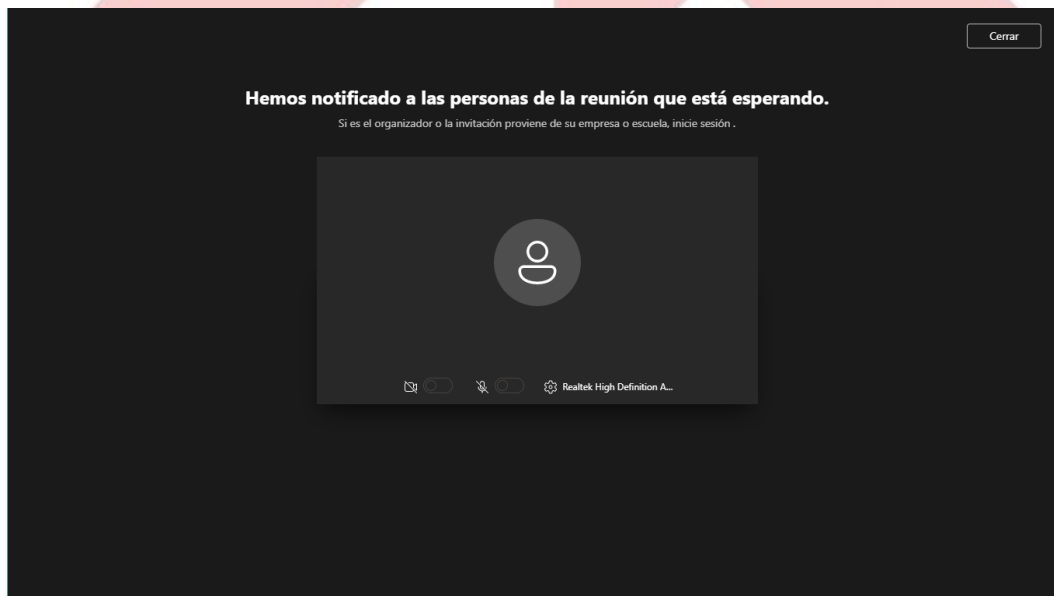 Cerrar
Hemos notificado a las personas de la reunión que está esperando.
Si es el organizador o la invitación proviene de su empresa o escuela, inicie sesión .
Realtek High Definition A...